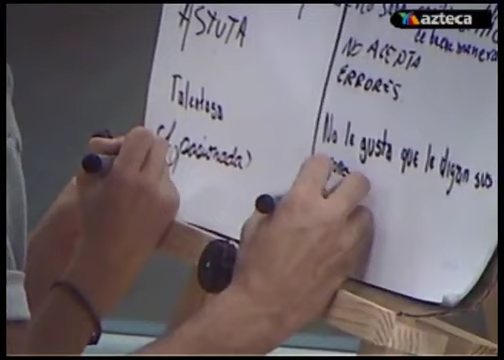 azteca
ASTUTA
Talentosa
(Apasionada)
NO ACEPTA
ERRORES.
No le gusta que le digan sus